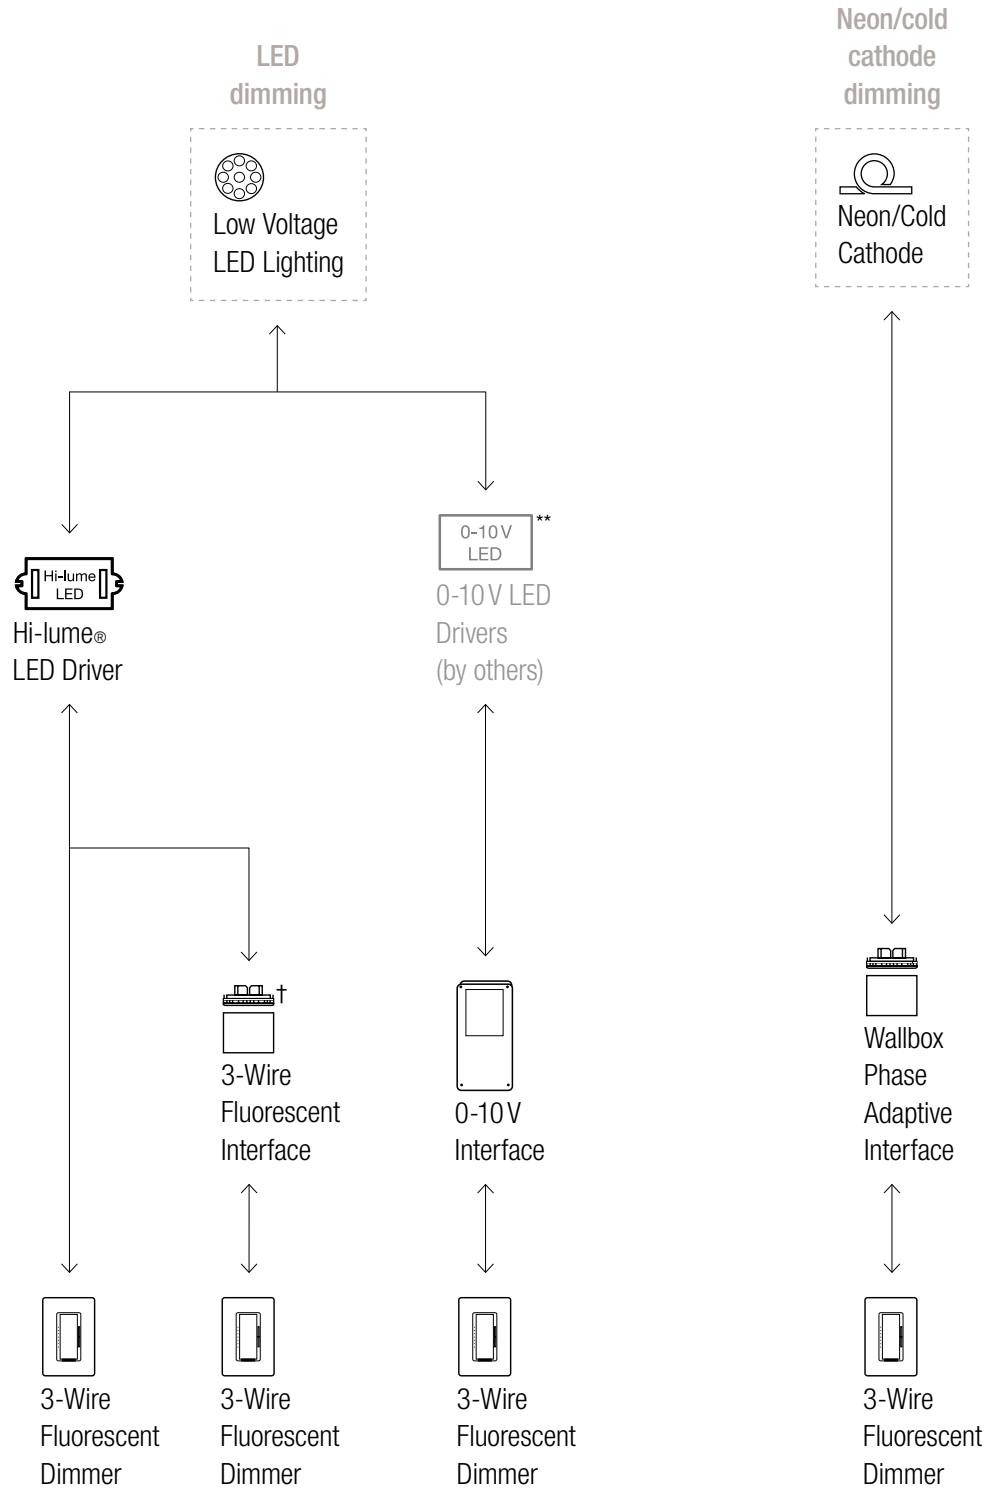 LED
dimming
Neon/cold
cathode
dimming
Low Voltage
LED Lighting
Neon/Cold
Cathode
Hi-lume
LED
Hi-lume®
LED Driver
0-10 V
LED
**
0-10 V LED
Drivers
(by others)
†
3-Wire
Fluorescent
Interface
0-10 V
Interface
Wallbox
Phase
Adaptive
Interface
3-Wire
Fluorescent
Dimmer
3-Wire
Fluorescent
Dimmer
3-Wire
Fluorescent
Dimmer
3-Wire
Fluorescent
Dimmer